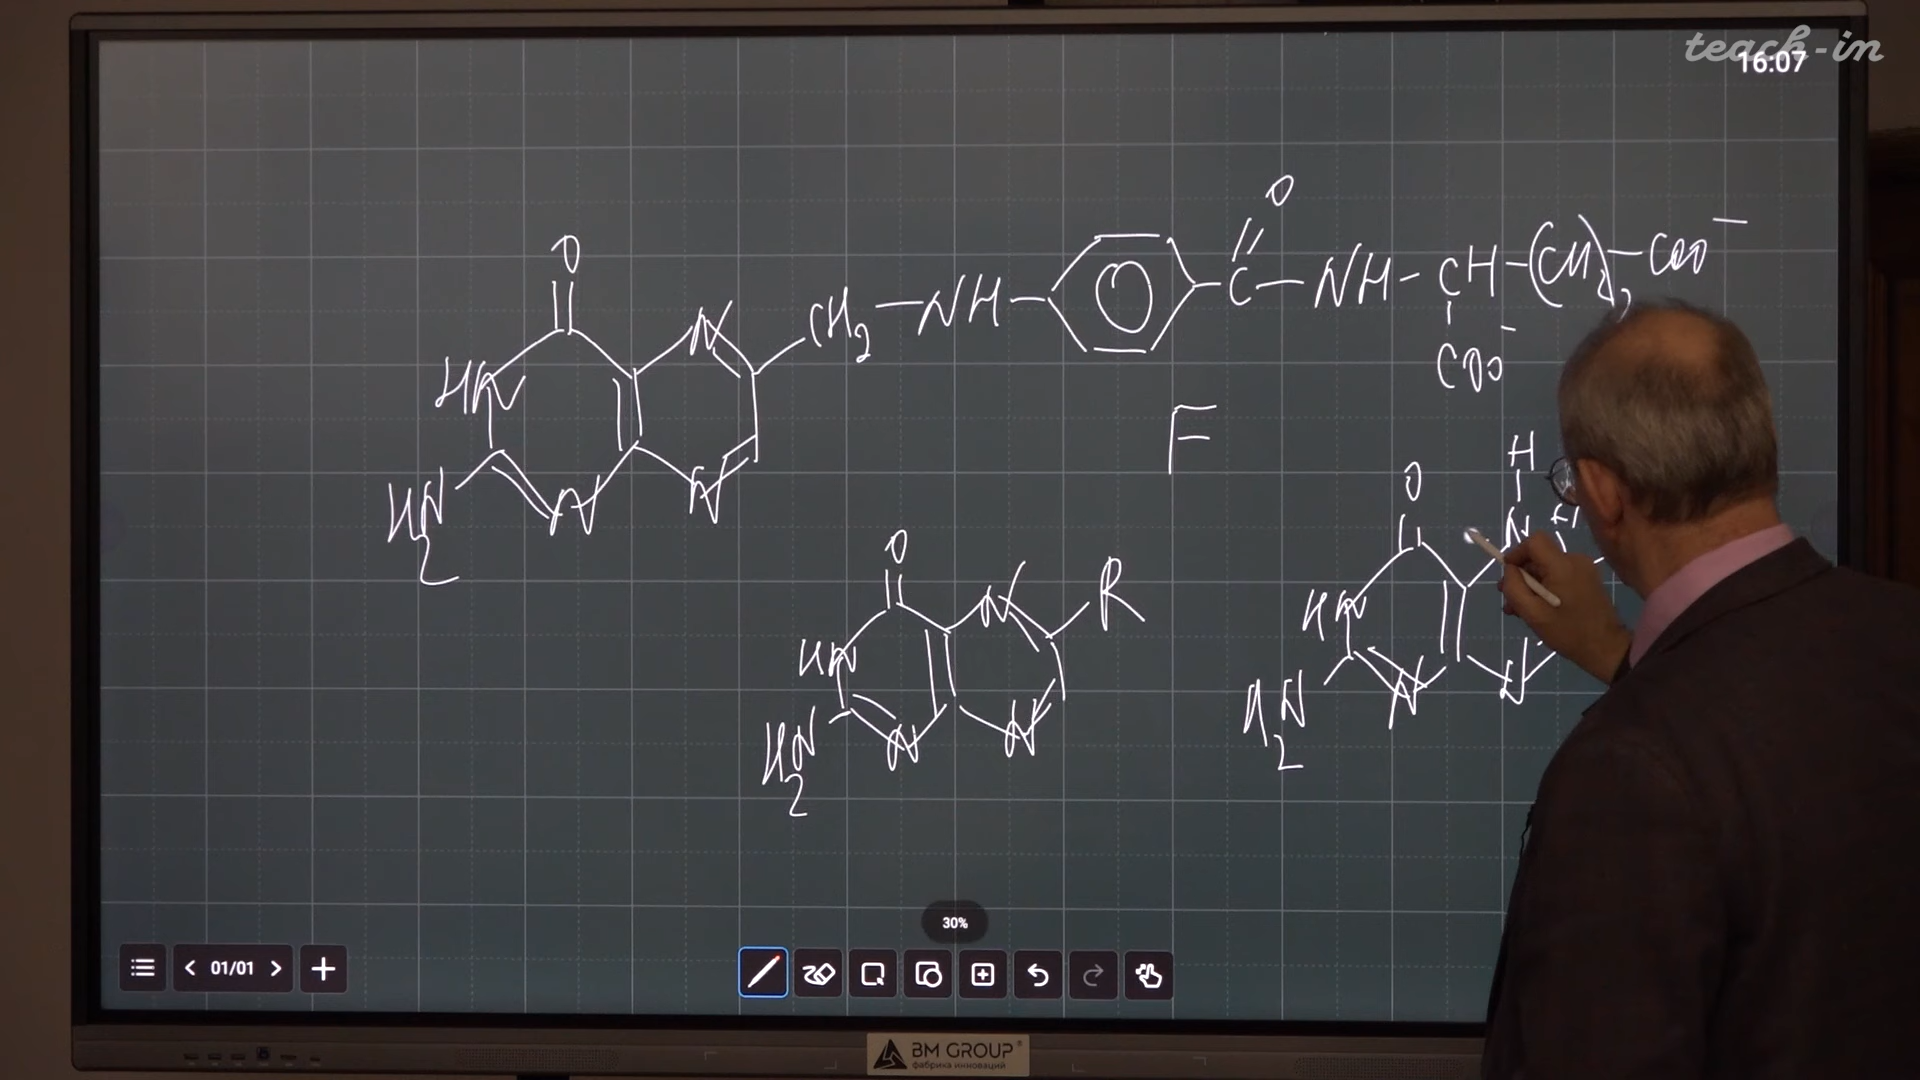 teach-in
16:07
O
N CH2 - NH - C - NH - CH - (CH2)2 - COO⁻
O
HN
COO⁻
H2N N N
F
H
O
N H
HN
H2N N N
O
N R
HN
H2N N N
30%
01/01
BM GROUP®
фабрика инноваций